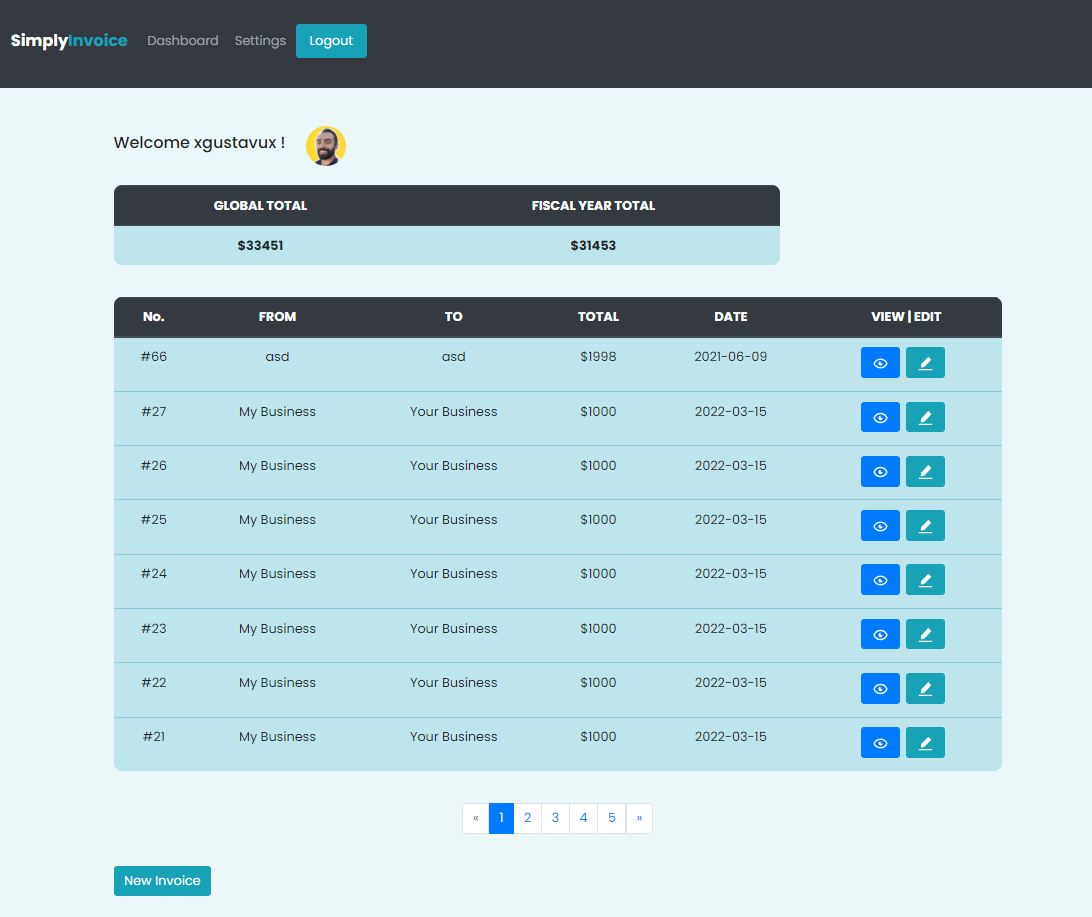 SimplyInvoice Dashboard Settings Logout
Welcome xgustavux !
GLOBAL TOTAL FISCAL YEAR TOTAL
$33451 $31453
No. FROM TO TOTAL DATE VIEW | EDIT
#66 asd asd $1998 2021-06-09
#27 My Business Your Business $1000 2022-03-15
#26 My Business Your Business $1000 2022-03-15
#25 My Business Your Business $1000 2022-03-15
#24 My Business Your Business $1000 2022-03-15
#23 My Business Your Business $1000 2022-03-15
#22 My Business Your Business $1000 2022-03-15
#21 My Business Your Business $1000 2022-03-15
« 1 2 3 4 5 »
New Invoice